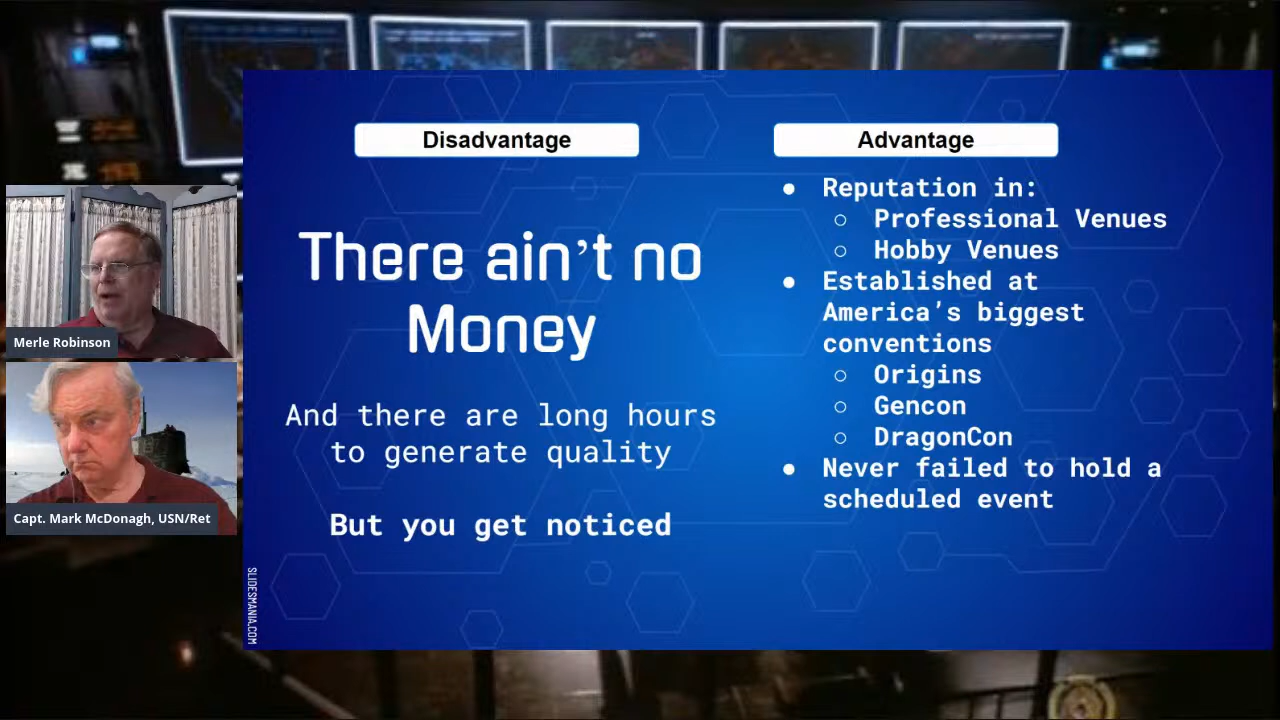 Disadvantage
There ain’t no
Money
And there are long hours
to generate quality
But you get noticed
Advantage
● Reputation in:
○ Professional Venues
○ Hobby Venues
● Established at
America’s biggest
conventions
○ Origins
○ Gencon
○ DragonCon
● Never failed to hold a
scheduled event
Merle Robinson
Capt. Mark McDonagh, USN/Ret
SLIDESMANIA.COM